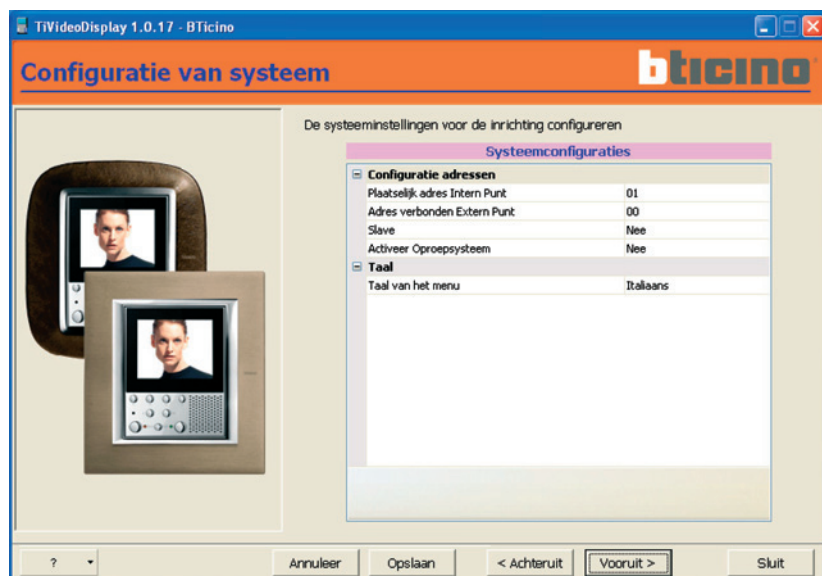 TiVideoDisplay 1.0.17 - BTicino
Configuratie van systeem
bticino
De systeeminstellingen voor de inrichting configureren
Systeemconfiguraties
Configuratie adressen
Plaatselijk adres Intern Punt 01
Adres verbonden Extern Punt 00
Slave Nee
Activeer Oproepsysteem Nee
Taal
Taal van het menu Italiaans
? Annuleer Opslaan < Achteruit Vooruit > Sluit